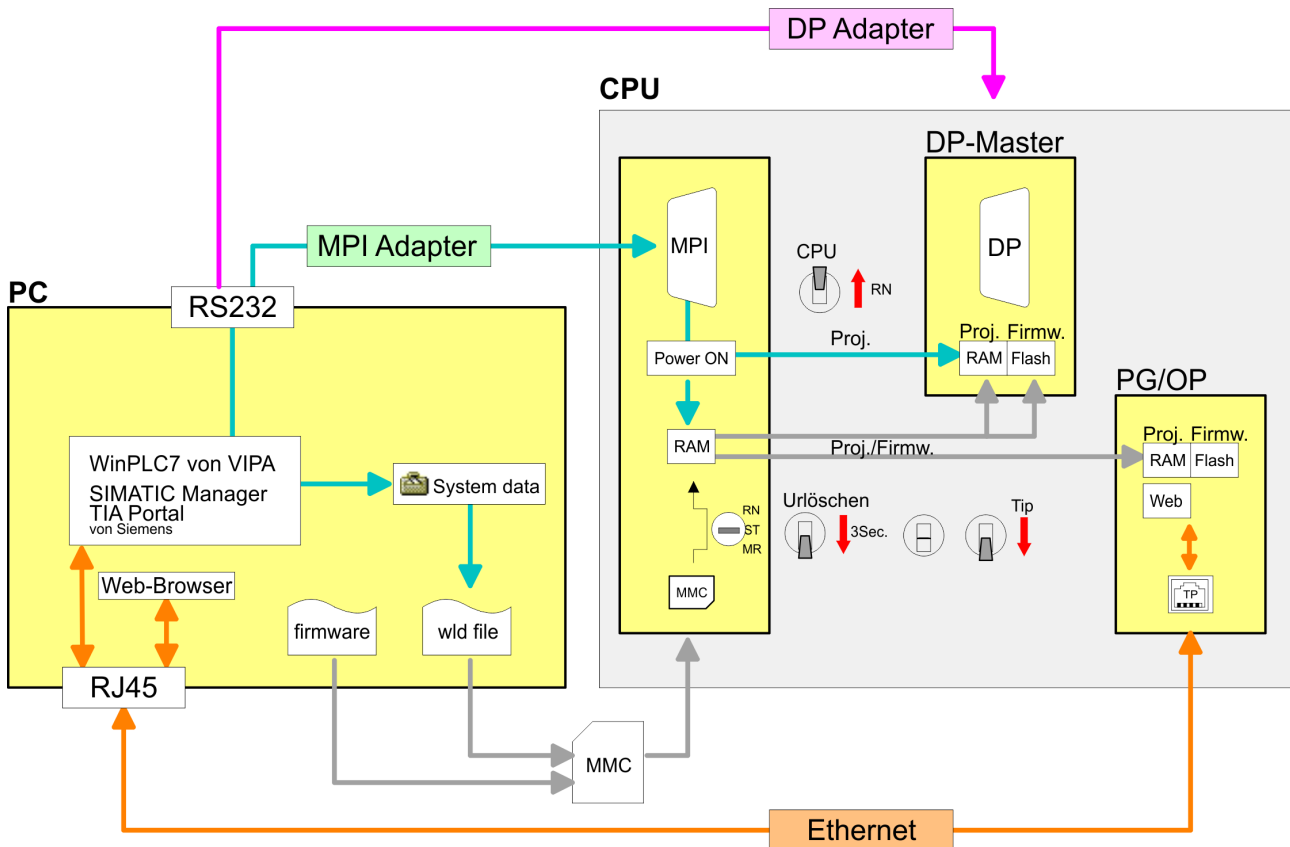 DP Adapter
CPU
DP-Master
MPI
DP
CPU
RN
MPI Adapter
PC
RS232
Proj.
Proj. Firmw.
Power ON
RAM
Flash
PG/OP
RAM
Proj./Firmw.
Proj. Firmw.
RAM
Flash
WinPLC7 von VIPA
SIMATIC Manager
TIA Portal
von Siemens
System data
Web
Urlöschen
3Sec.
Tip
RN
ST
MR
Web-Browser
MMC
TP
firmware
wld file
RJ45
MMC
Ethernet